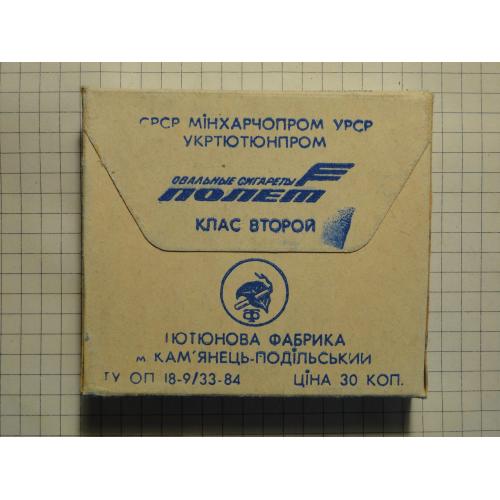 СРСР МІНХАРЧОПРОМ УРСР
УКРТЮТЮНПРОМ
ОВАЛЬНЫЕ СИГАРЕТЫ
ПОЛЕТ
КЛАС ВТОРОЙ
Ф
ТЮТЮНОВА ФАБРИКА
м. КАМ'ЯНЕЦЬ-ПОДІЛЬСЬКИЙ
ТУ ОП 18-9/33-84 ЦІНА 30 КОП.